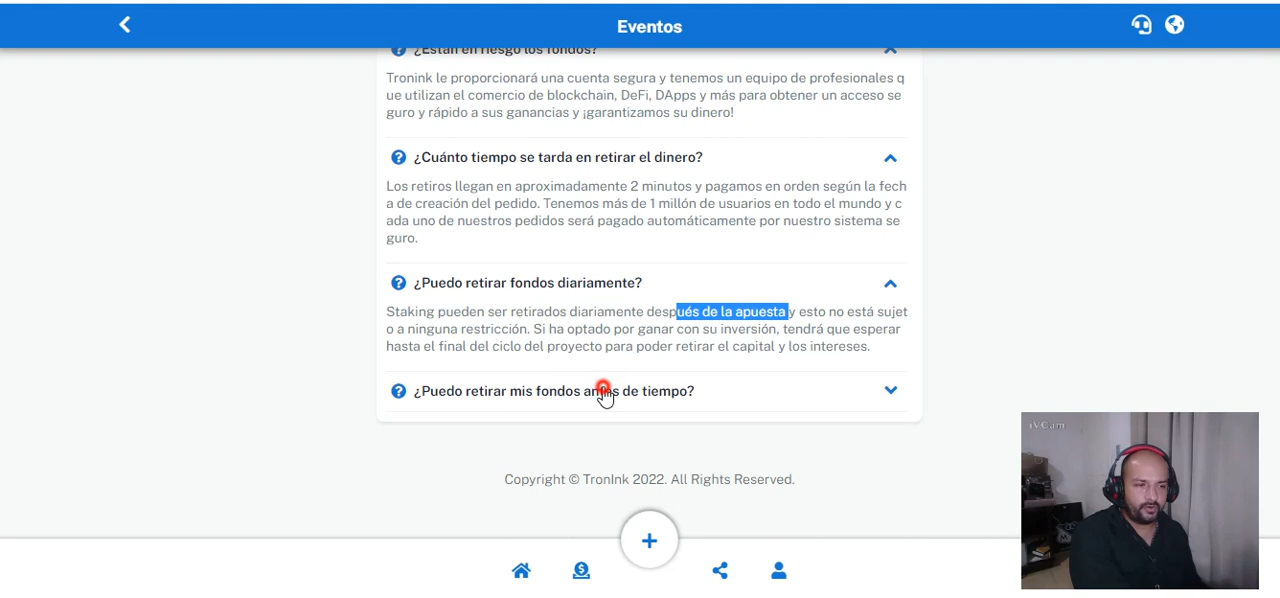 Eventos
¿Están en riesgo los fondos?
Tronink le proporcionará una cuenta segura y tenemos un equipo de profesionales q
ue utilizan el comercio de blockchain, DeFi, DApps y más para obtener un acceso se
guro y rápido a sus ganancias y ¡garantizamos su dinero!
¿Cuánto tiempo se tarda en retirar el dinero?
Los retiros llegan en aproximadamente 2 minutos y pagamos en orden según la fech
a de creación del pedido. Tenemos más de 1 millón de usuarios en todo el mundo y c
ada uno de nuestros pedidos será pagado automáticamente por nuestro sistema se
guro.
¿Puedo retirar fondos diariamente?
Staking pueden ser retirados diariamente después de la apuesta y esto no está sujet
o a ninguna restricción. Si ha optado por ganar con su inversión, tendrá que esperar
hasta el final del ciclo del proyecto para poder retirar el capital y los intereses.
¿Puedo retirar mis fondos antes de tiempo?
iVCam
Copyright © TronInk 2022. All Rights Reserved.